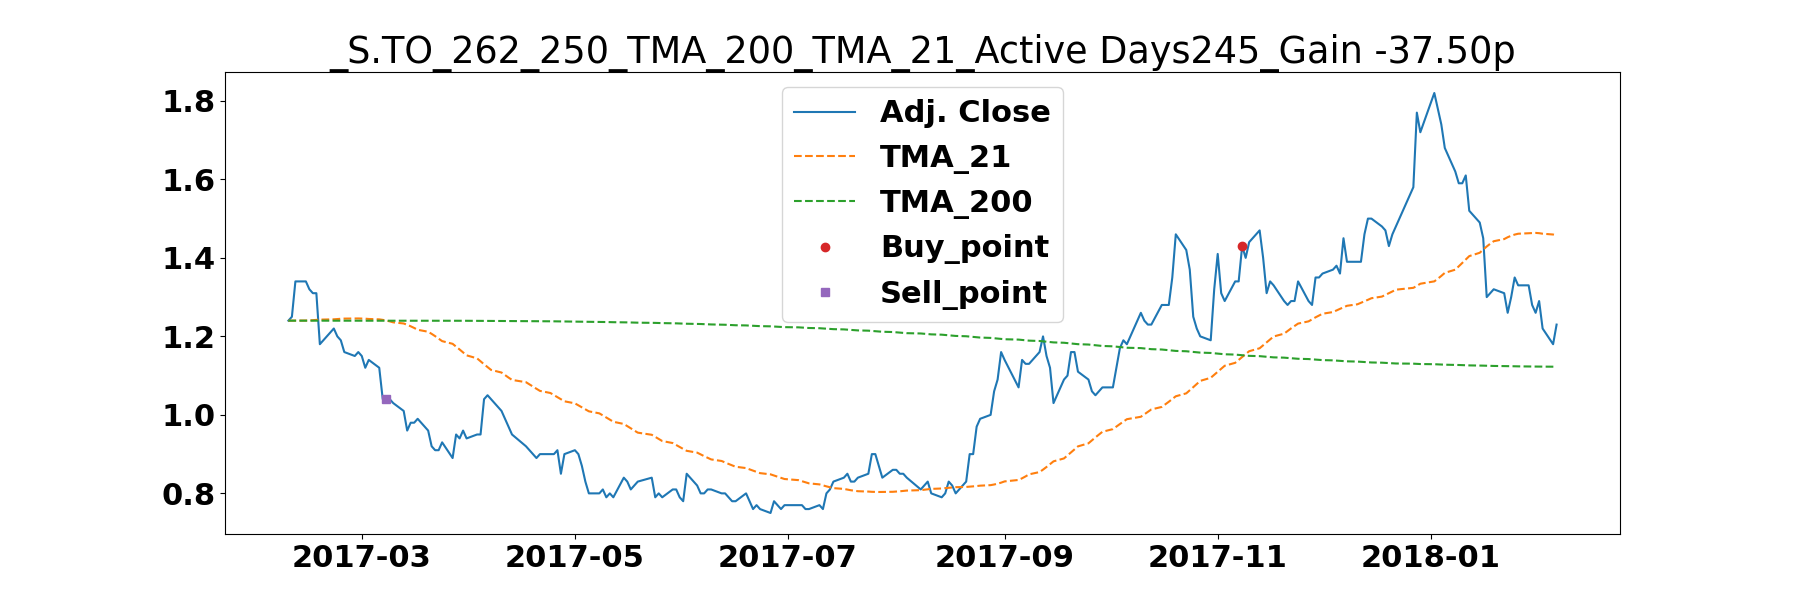 _S.TO_262_250_TMA_200_TMA_21_Active Days245_Gain -37.50p
1.8
1.6
1.4
1.2
1.0
0.8
Adj. Close
TMA_21
TMA_200
Buy_point
Sell_point
2017-03 2017-05 2017-07 2017-09 2017-11 2018-01